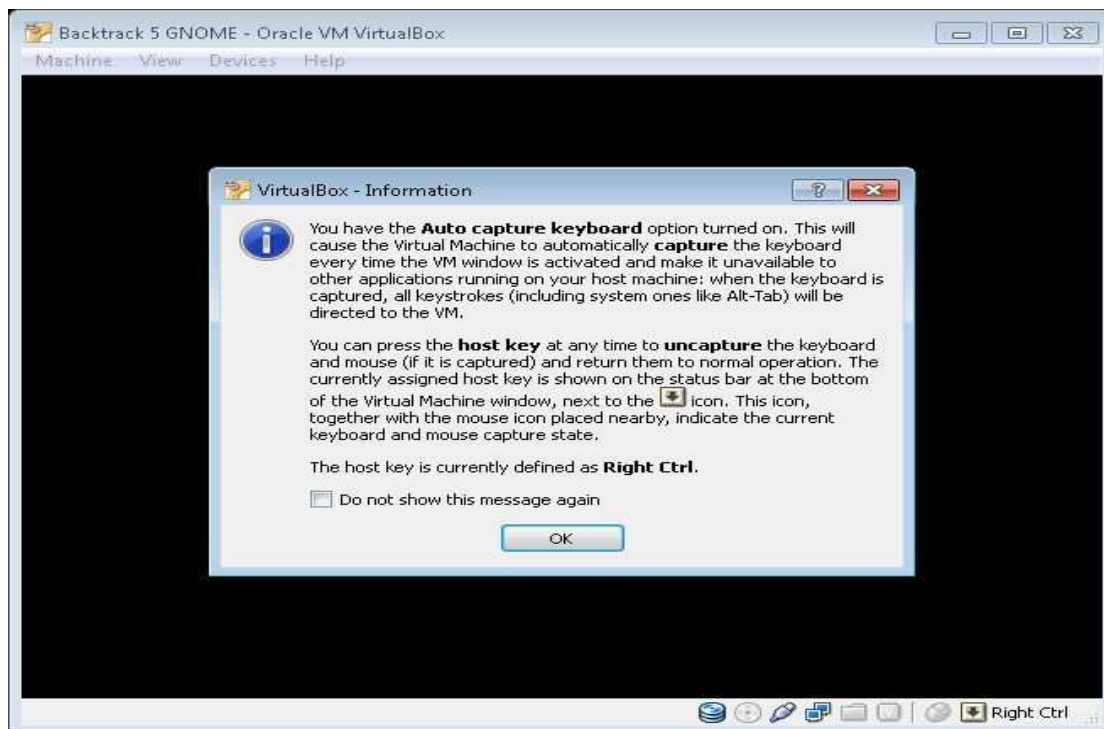 Backtrack 5 GNOME - Oracle VM VirtualBox
Machine View Devices Help
VirtualBox - Information
You have the Auto capture keyboard option turned on. This will
cause the Virtual Machine to automatically capture the keyboard
every time the VM window is activated and make it unavailable to
other applications running on your host machine: when the keyboard is
captured, all keystrokes (including system ones like Alt-Tab) will be
directed to the VM.
You can press the host key at any time to uncapture the keyboard
and mouse (if it is captured) and return them to normal operation. The
currently assigned host key is shown on the status bar at the bottom
of the Virtual Machine window, next to the icon. This icon,
together with the mouse icon placed nearby, indicate the current
keyboard and mouse capture state.
The host key is currently defined as Right Ctrl.
Do not show this message again
OK
Right Ctrl